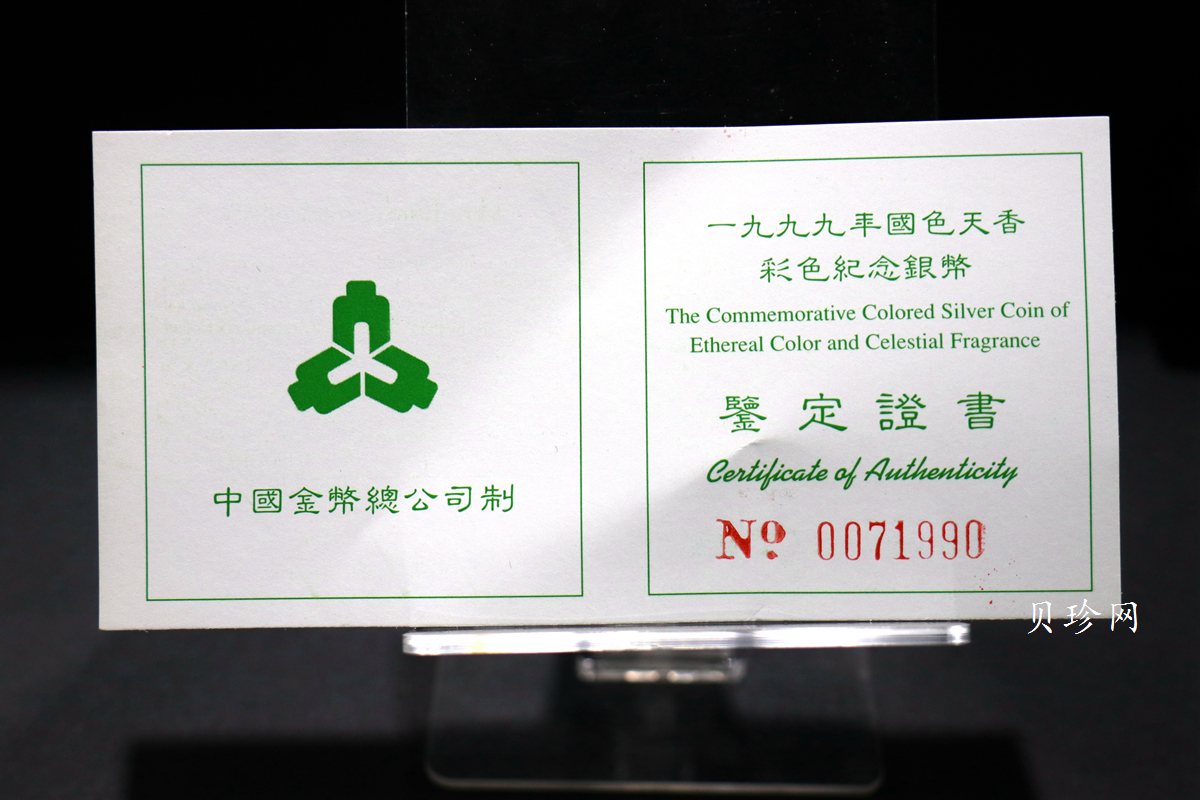 中國金幣總公司制
一九九九年國色天香
彩色紀念銀幣
The Commemorative Colored Silver Coin of
Ethereal Color and Celestial Fragrance
鑒定證書
Certificate of Authenticity
Nº 0071990
贝珍网